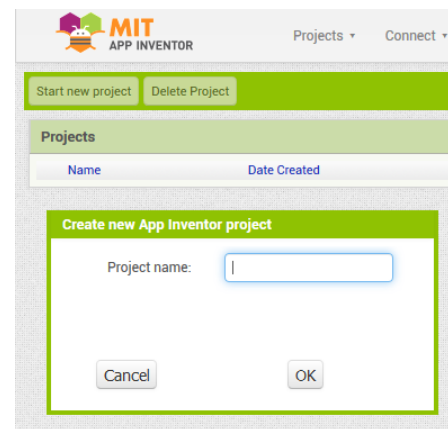 MIT
APP INVENTOR
Projects
Connect
Start new project
Delete Project
Projects
Name
Date Created
Create new App Inventor project
Project name:
Cancel
OK